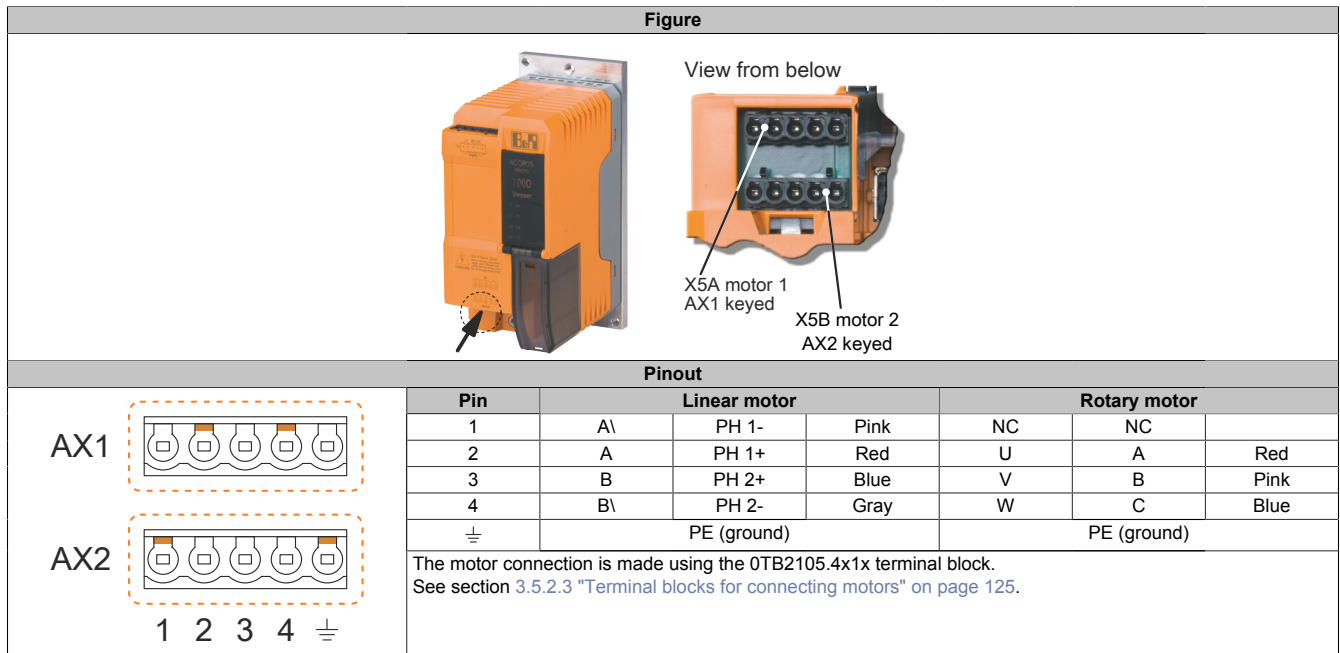 Figure
View from below
B&R
ACOPOS
1000
X5A motor 1
AX1 keyed
X5B motor 2
AX2 keyed
Pinout
Pin Linear motor Rotary motor
1 A\ PH 1- Pink NC NC
2 A PH 1+ Red U A Red
3 B PH 2+ Blue V B Pink
4 B\ PH 2- Gray W C Blue
⏚ PE (ground) PE (ground)
The motor connection is made using the 0TB2105.4x1x terminal block.
See section 3.5.2.3 "Terminal blocks for connecting motors" on page 125.
AX1
AX2
1 2 3 4 ⏚